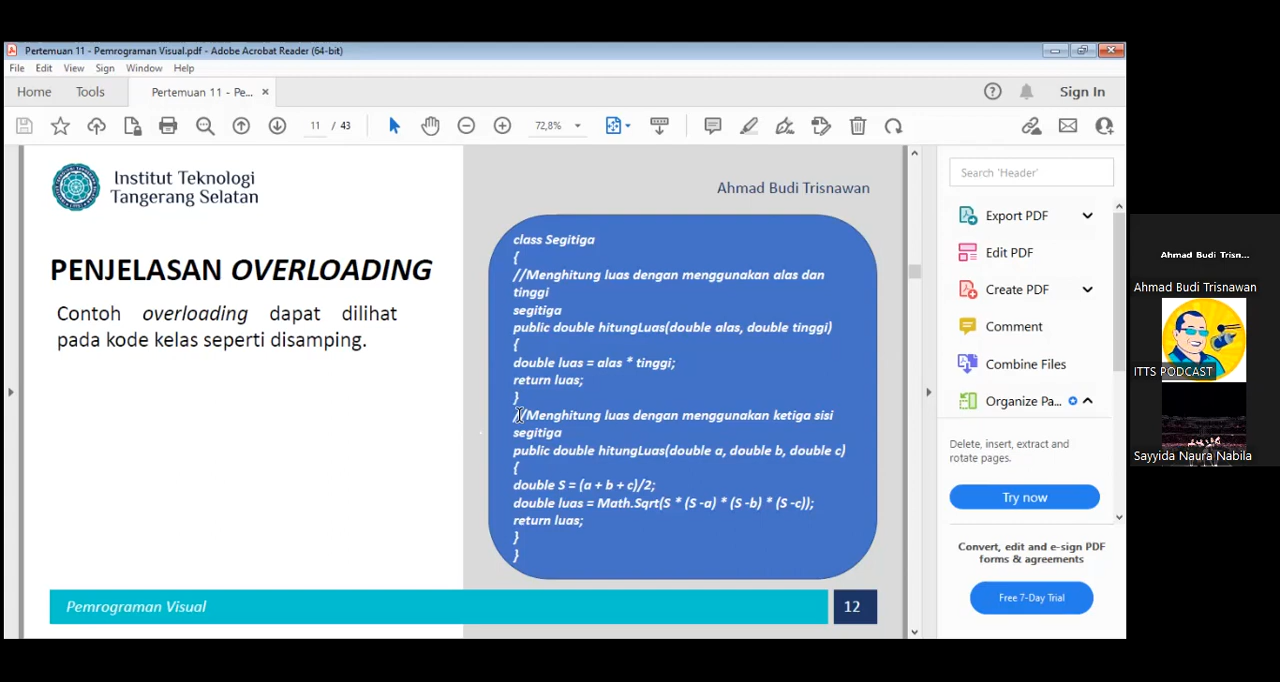 Pertemuan 11 - Pemrograman Visual.pdf - Adobe Acrobat Reader (64-bit)
File Edit View Sign Window Help
Home Tools Pertemuan 11 - Pe... × Sign In
11 / 43 72,8%
Institut Teknologi
Tangerang Selatan
Ahmad Budi Trisnawan
PENJELASAN OVERLOADING
Contoh overloading dapat dilihat
pada kode kelas seperti disamping.
class Segitiga
{
//Menghitung luas dengan menggunakan alas dan
tinggi
segitiga
public double hitungLuas(double alas, double tinggi)
{
double luas = alas * tinggi;
return luas;
}
//Menghitung luas dengan menggunakan ketiga sisi
segitiga
public double hitungLuas(double a, double b, double c)
{
double S = (a + b + c)/2;
double luas = Math.Sqrt(S * (S -a) * (S -b) * (S -c));
return luas;
}
}
Pemrograman Visual
12
Search 'Header'
Export PDF
Edit PDF
Create PDF
Comment
Combine Files
Organize Pa...
Delete, insert, extract and
rotate pages.
Try now
Convert, edit and e-sign PDF
forms & agreements
Free 7-Day Trial
Ahmad Budi Trisn...
Ahmad Budi Trisnawan
ITTS PODCAST
Sayyida Naura Nabila